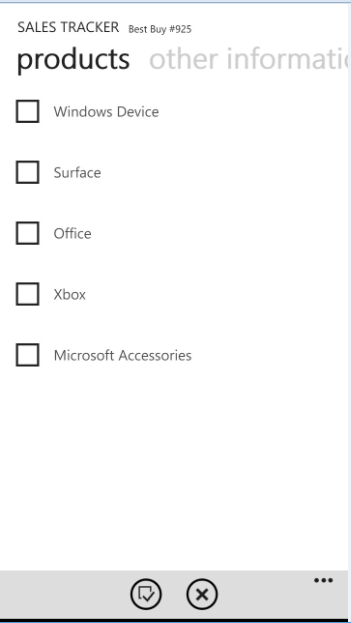 SALES TRACKER Best Buy #925
products other informati
Windows Device
Surface
Office
Xbox
Microsoft Accessories